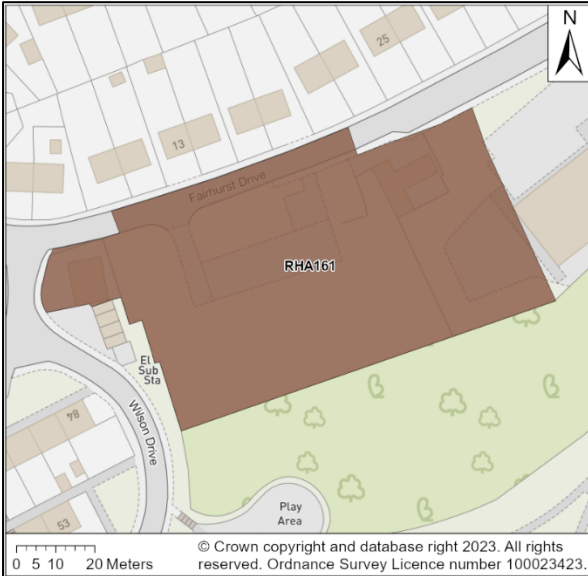 N
25
13
Fairhurst Drive
RHA161
El
Sub
Sta
Wilson Drive
84
53
Play
Area
0 5 10 20 Meters
© Crown copyright and database right 2023. All rights
reserved. Ordnance Survey Licence number 100023423.